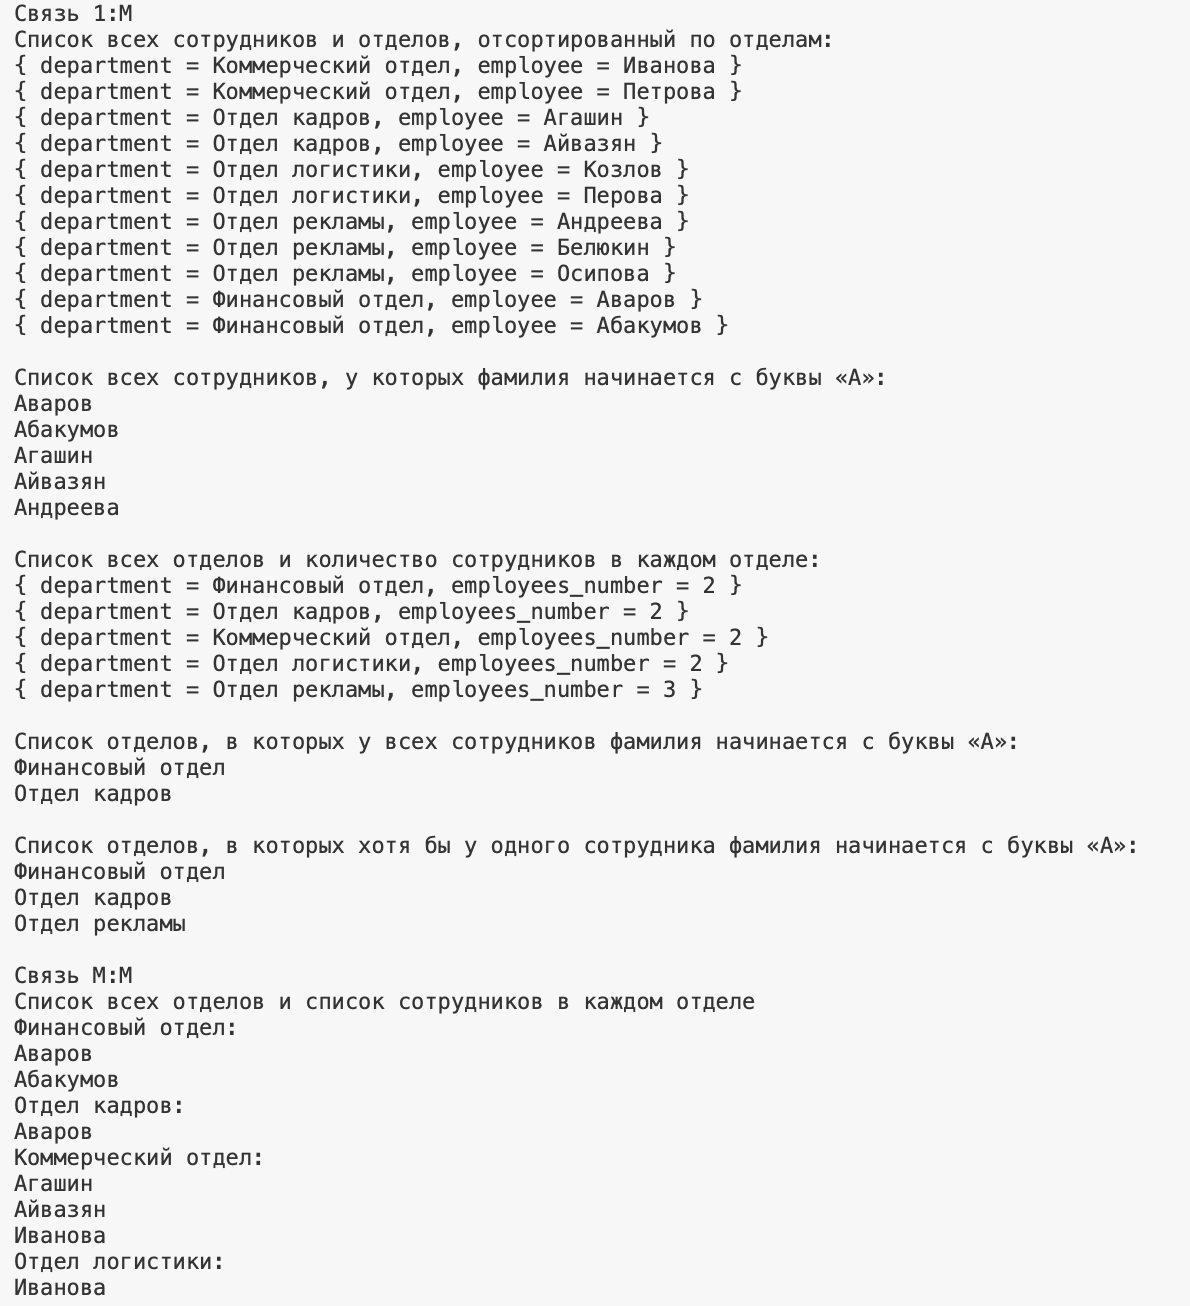 Связь 1:М
Список всех сотрудников и отделов, отсортированный по отделам:
{ department = Коммерческий отдел, employee = Иванова }
{ department = Коммерческий отдел, employee = Петрова }
{ department = Отдел кадров, employee = Агашин }
{ department = Отдел кадров, employee = Айвазян }
{ department = Отдел логистики, employee = Козлов }
{ department = Отдел логистики, employee = Перова }
{ department = Отдел рекламы, employee = Андреева }
{ department = Отдел рекламы, employee = Белюкин }
{ department = Отдел рекламы, employee = Осипова }
{ department = Финансовый отдел, employee = Аваров }
{ department = Финансовый отдел, employee = Абакумов }
Список всех сотрудников, у которых фамилия начинается с буквы «А»:
Аваров
Абакумов
Агашин
Айвазян
Андреева
Список всех отделов и количество сотрудников в каждом отделе:
{ department = Финансовый отдел, employees_number = 2 }
{ department = Отдел кадров, employees_number = 2 }
{ department = Коммерческий отдел, employees_number = 2 }
{ department = Отдел логистики, employees_number = 2 }
{ department = Отдел рекламы, employees_number = 3 }
Список отделов, в которых у всех сотрудников фамилия начинается с буквы «А»:
Финансовый отдел
Отдел кадров
Список отделов, в которых хотя бы у одного сотрудника фамилия начинается с буквы «А»:
Финансовый отдел
Отдел кадров
Отдел рекламы
Связь М:М
Список всех отделов и список сотрудников в каждом отделе
Финансовый отдел:
Аваров
Абакумов
Отдел кадров:
Аваров
Коммерческий отдел:
Агашин
Айвазян
Иванова
Отдел логистики:
Иванова